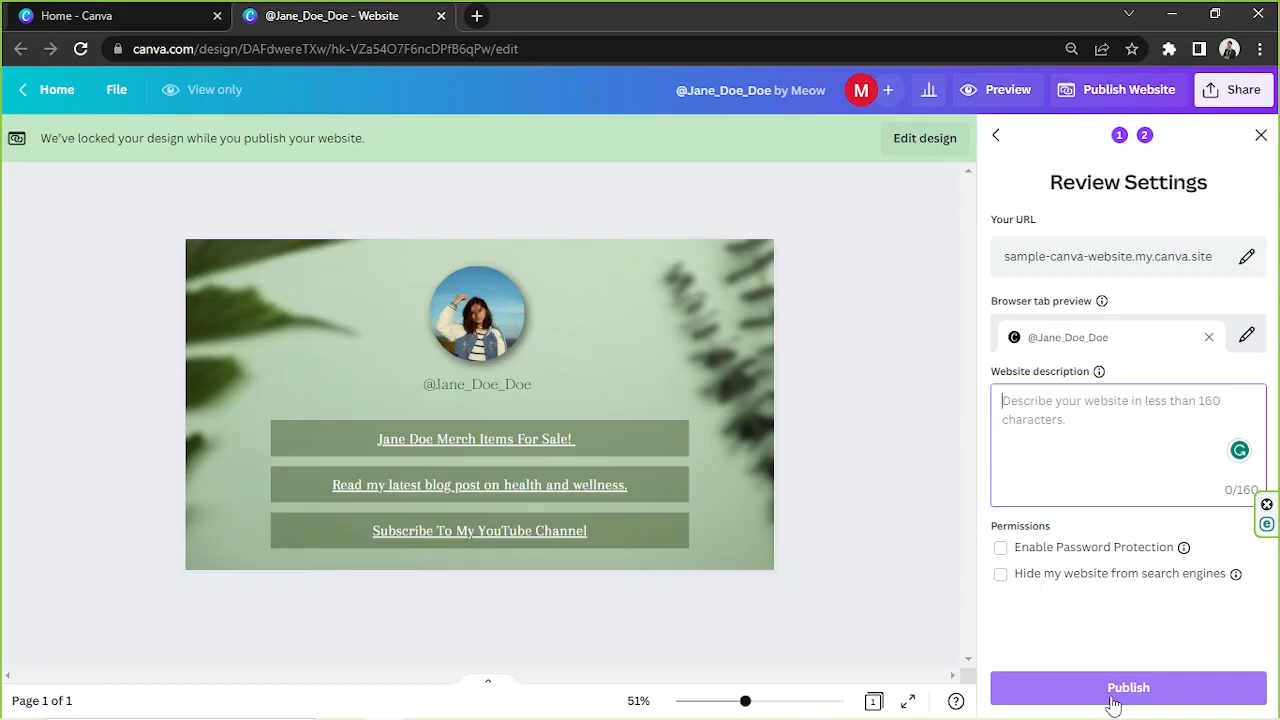 Home - Canva
@Jane_Doe_Doe - Website
canva.com/design/DAFdwereTXw/hk-VZa54O7F6ncDPfB6qPw/edit
Home
File
View only
@Jane_Doe_Doe by Meow
M
Preview
Publish Website
Share
We've locked your design while you publish your website.
Edit design
1 2
Review Settings
Your URL
sample-canva-website.my.canva.site
Browser tab preview
@Jane_Doe_Doe
Website description
Describe your website in less than 160
characters.
0/160
Permissions
Enable Password Protection
Hide my website from search engines
Publish
@Jane_Doe_Doe
Jane Doe Merch Items For Sale!
Read my latest blog post on health and wellness.
Subscribe To My YouTube Channel
Page 1 of 1
51%
1